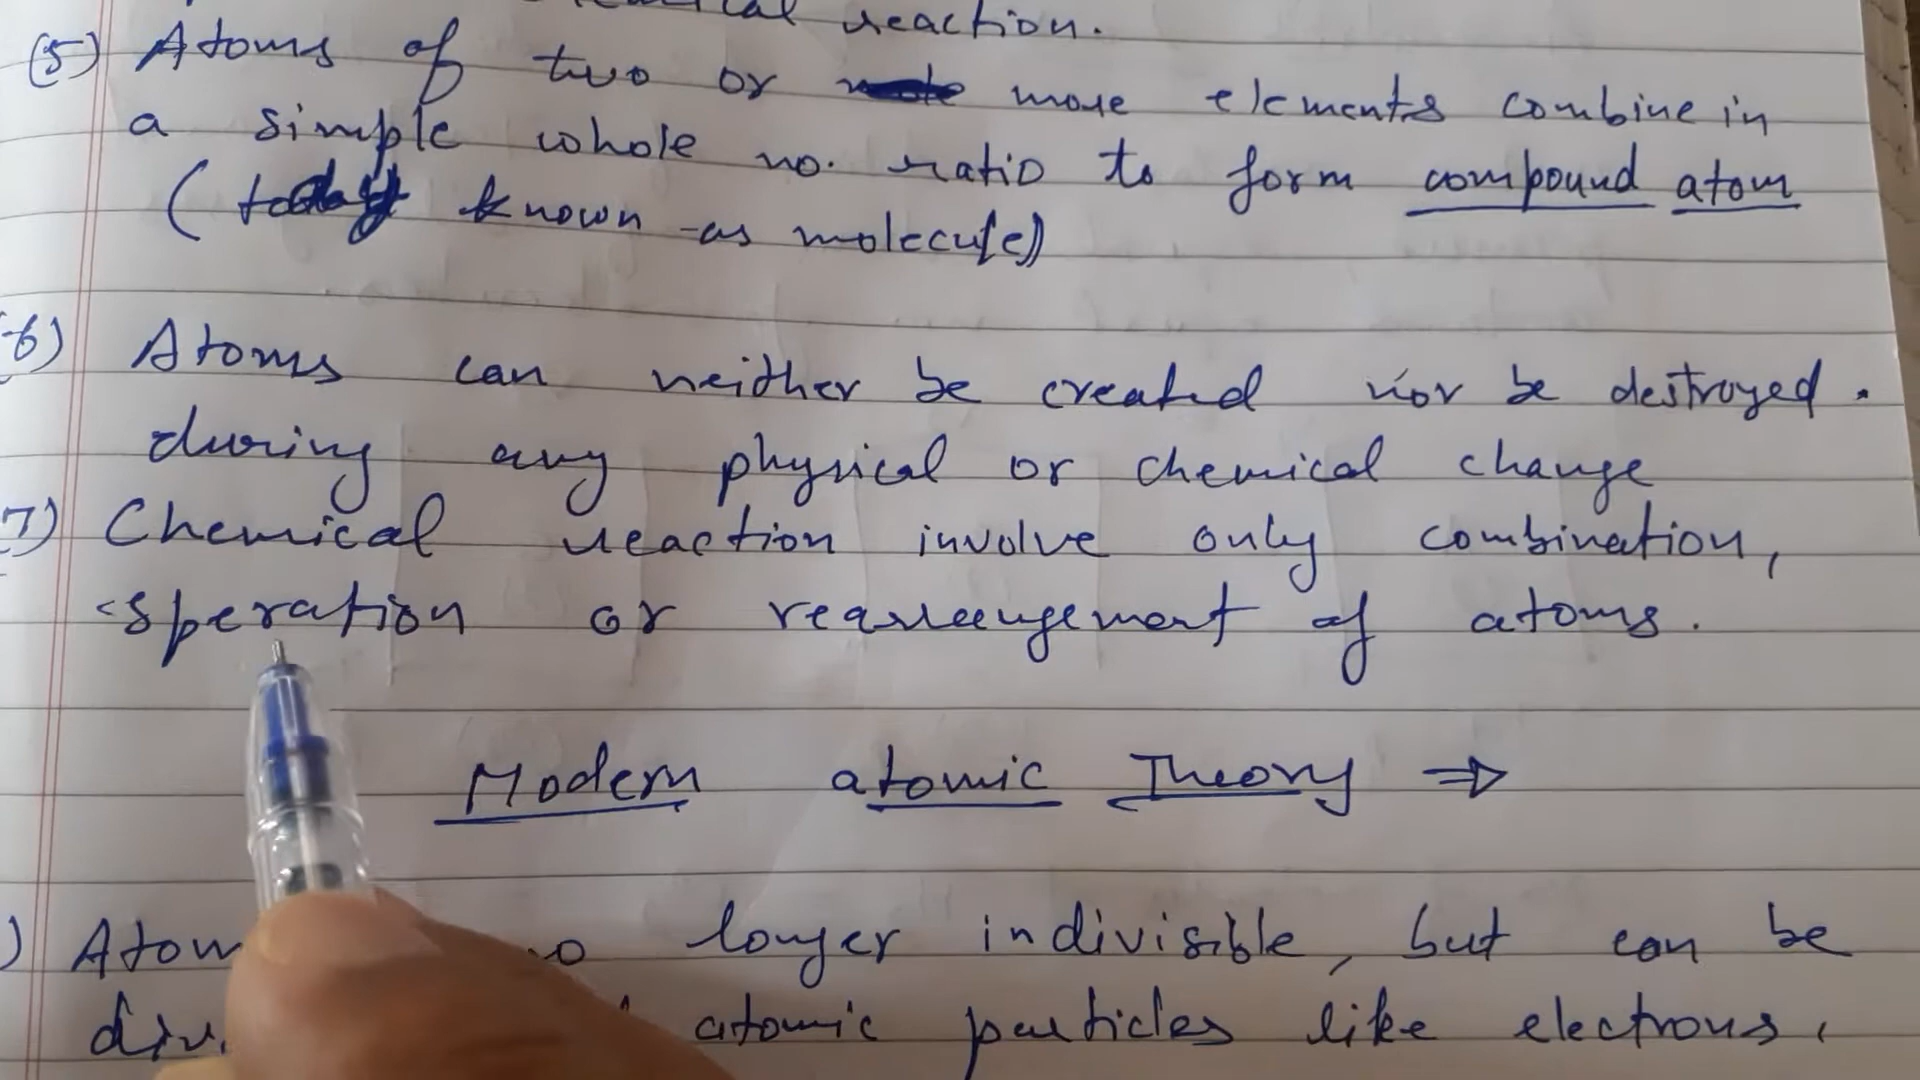 reaction.
(5) Atoms of two or more elements combine in
a simple whole no. ratio to form compound atom
( today known as molecule)
(6) Atoms can neither be created nor be destroyed.
during any physical or chemical change
(7) Chemical reaction involve only combination,
speration or rearrengement of atoms.
Modern atomic Theory ⇒
) Atom longer indivisible, but can be
atomic particles like electrons,